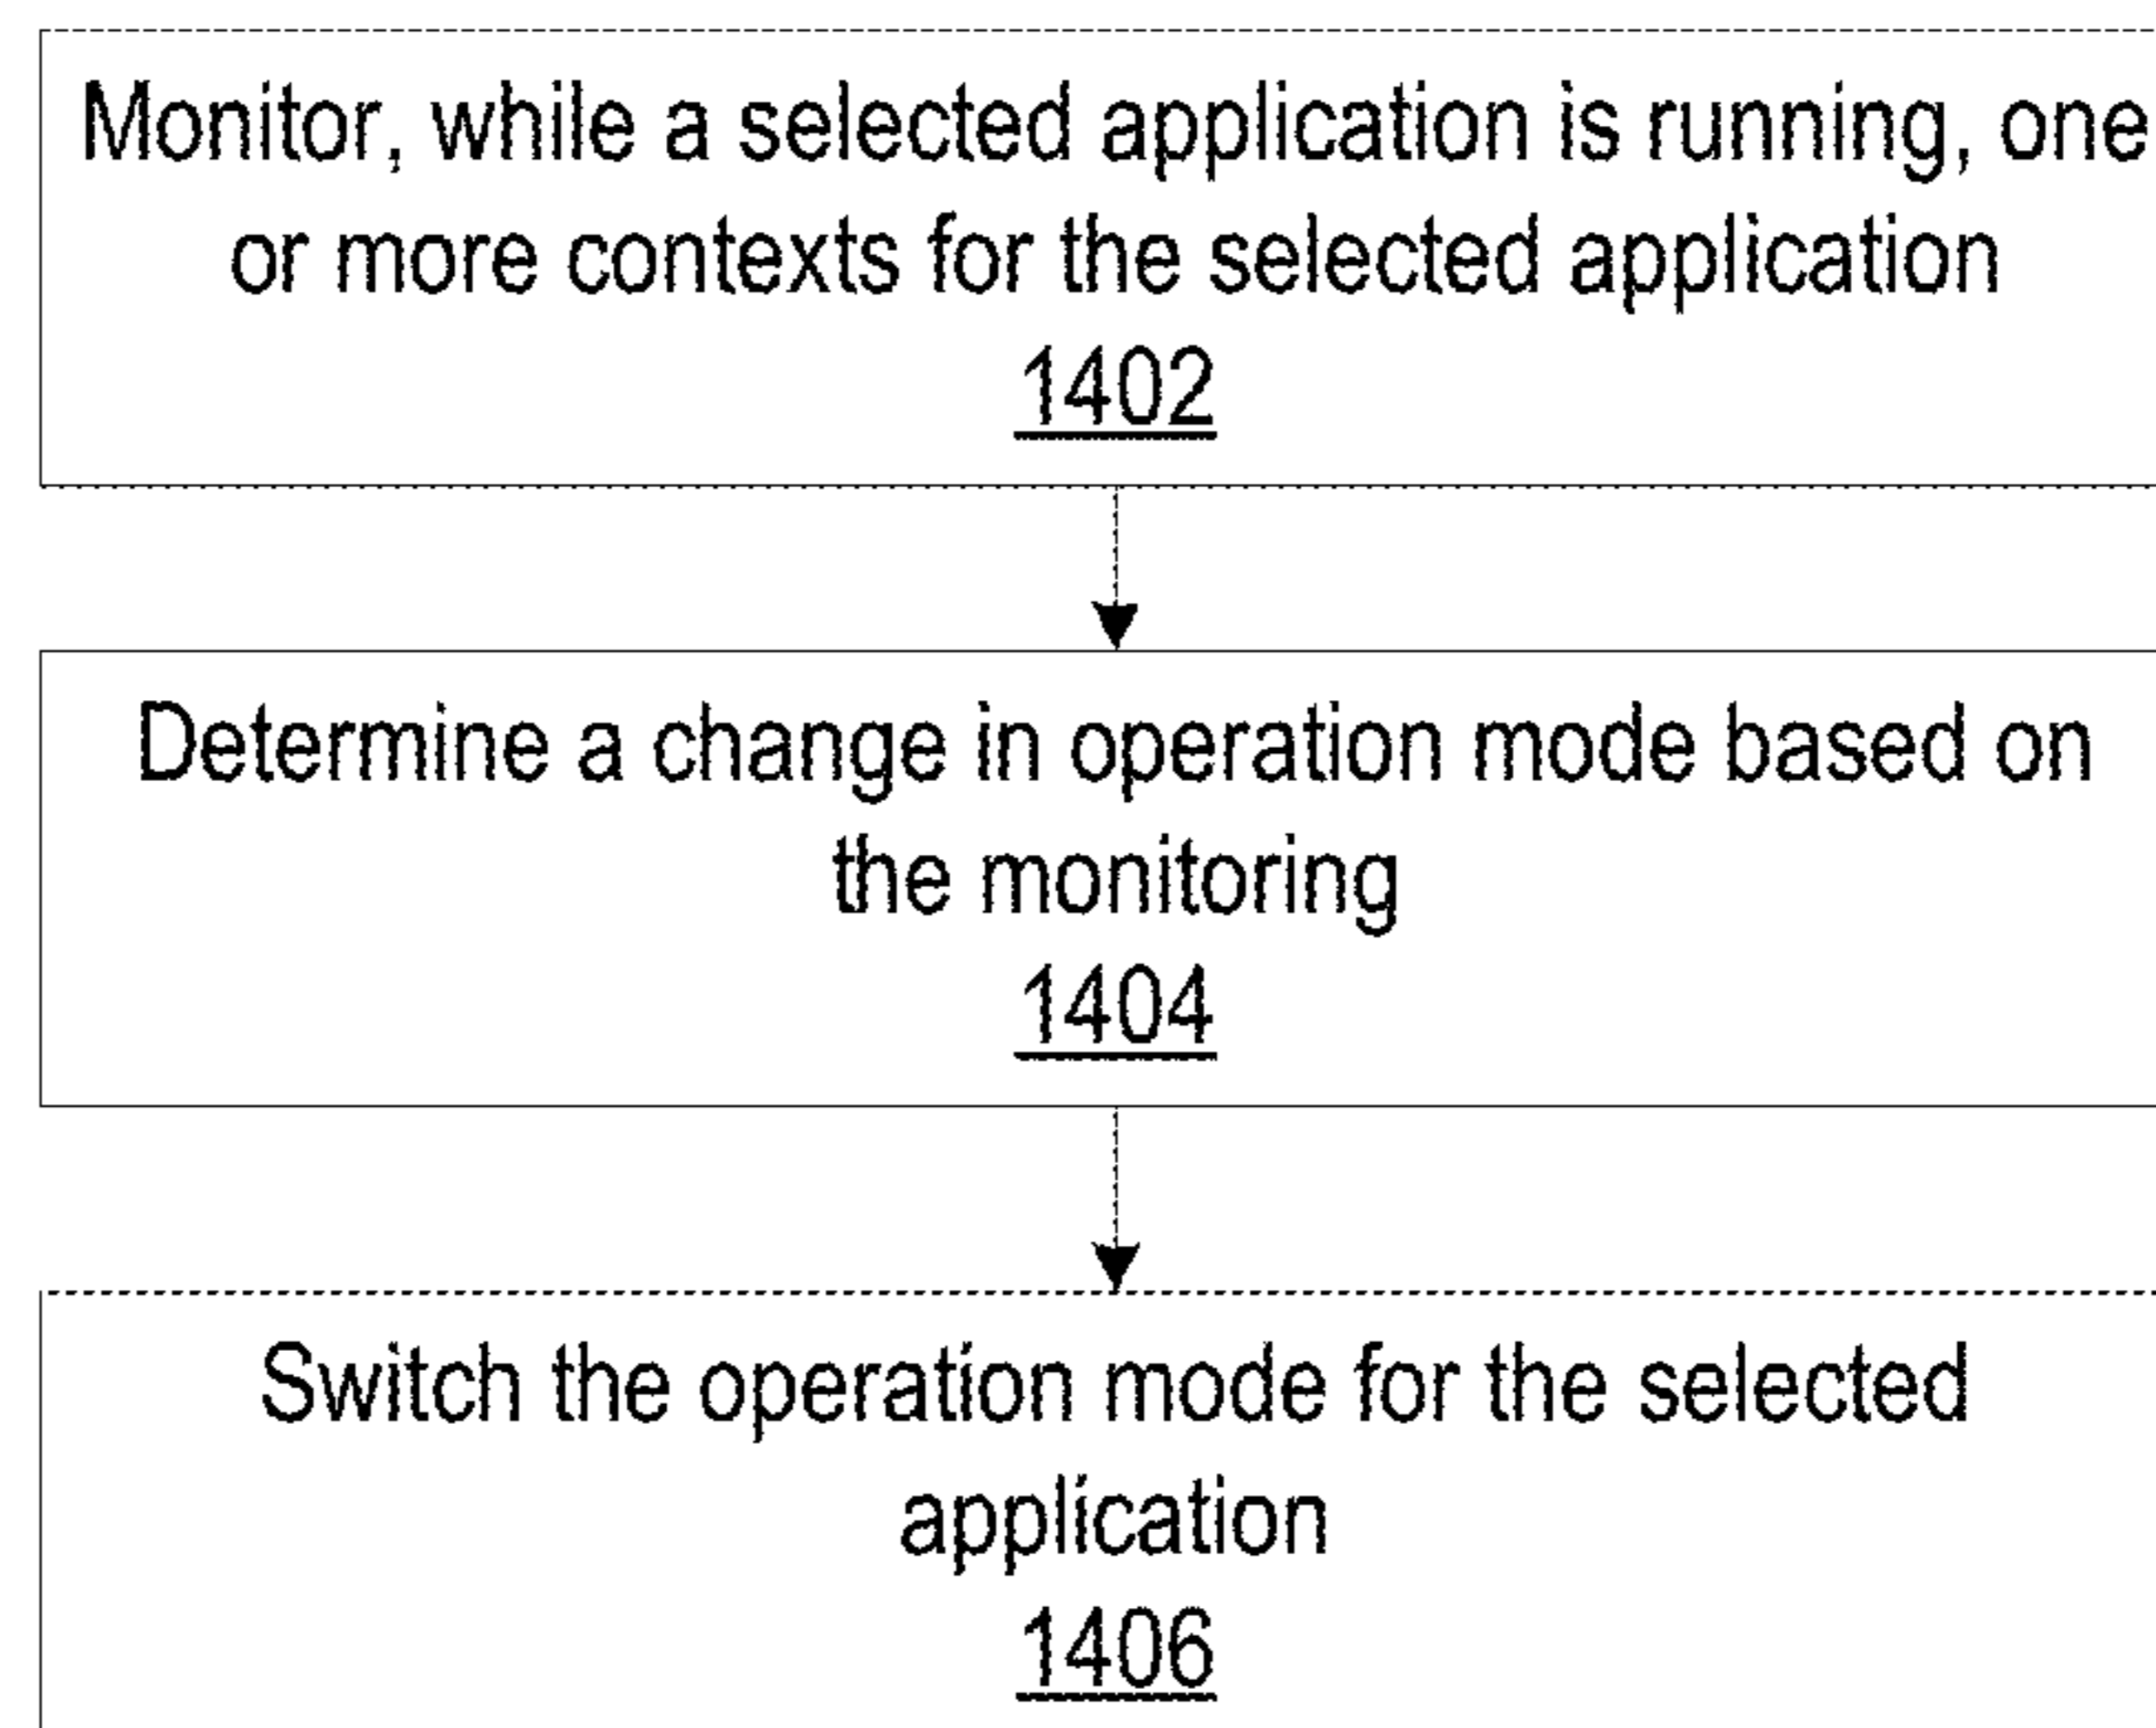 Monitor, while a selected application is running, one
or more contexts for the selected application
1402
Determine a change in operation mode based on
the monitoring
1404
Switch the operation mode for the selected
application
1406